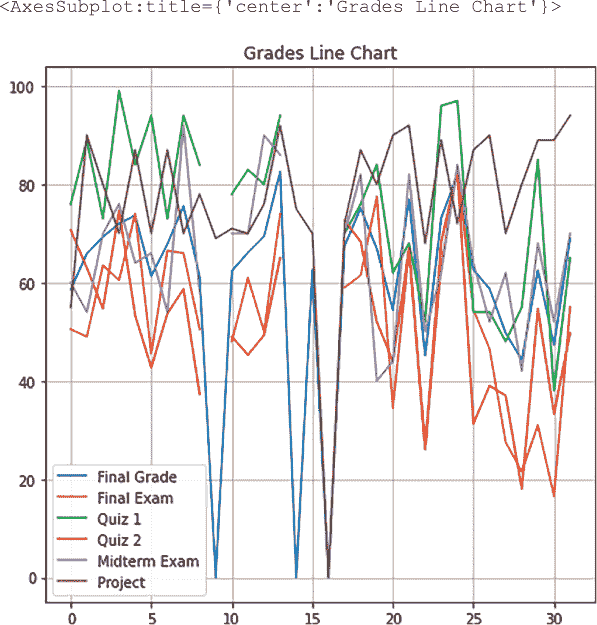 <AxesSubplot:title={'center':'Grades Line Chart'}>
Grades Line Chart
100
80
60
40
20
0
Final Grade
Final Exam
Quiz 1
Quiz 2
Midterm Exam
Project
0 5 10 15 20 25 30